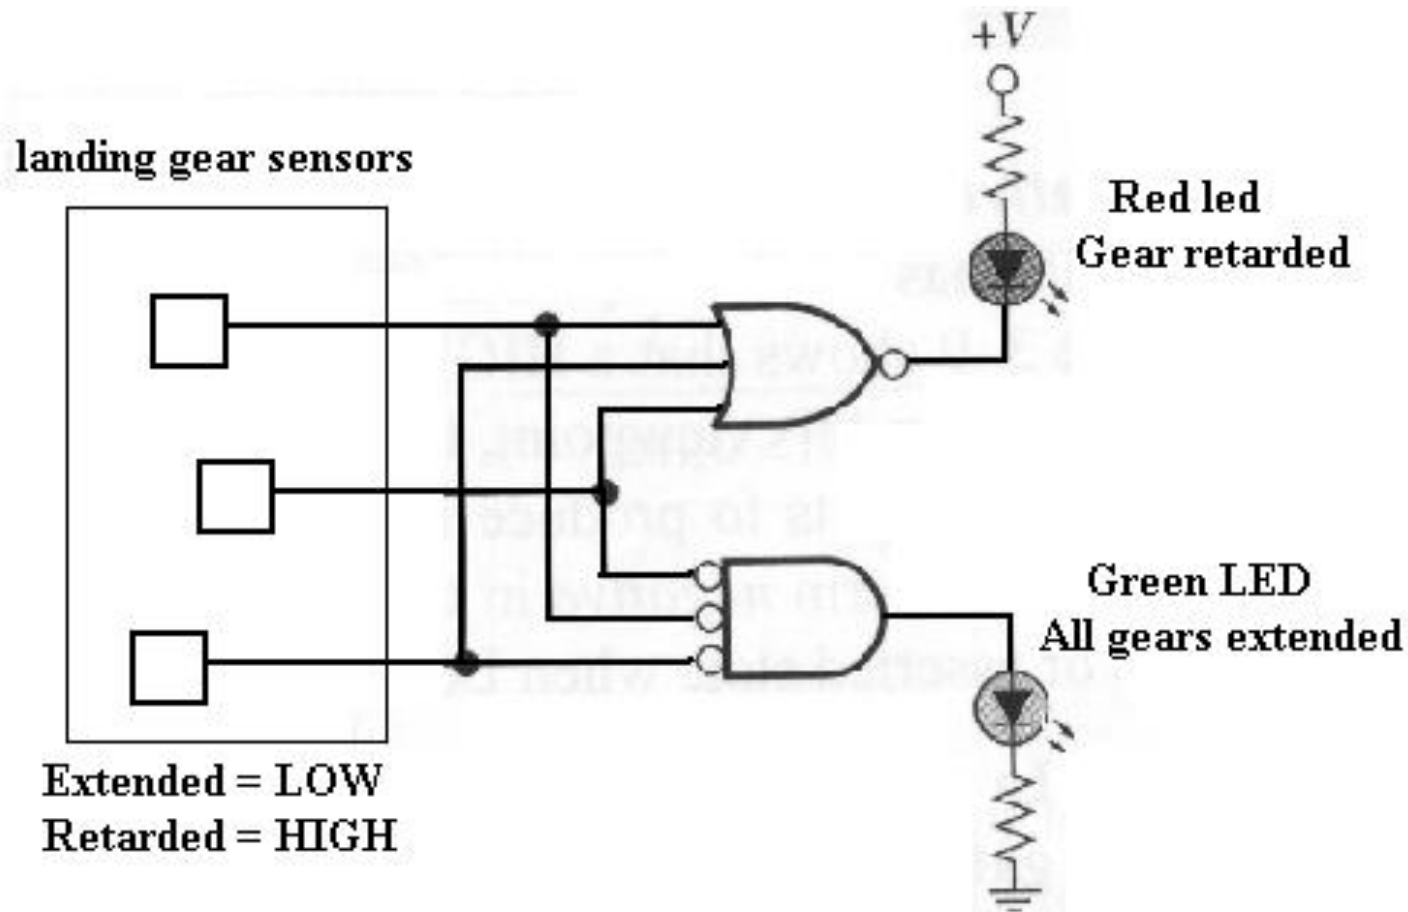 +V
landing gear sensors
Red led
Gear retarded
Green LED
All gears extended
Extended = LOW
Retarded = HIGH